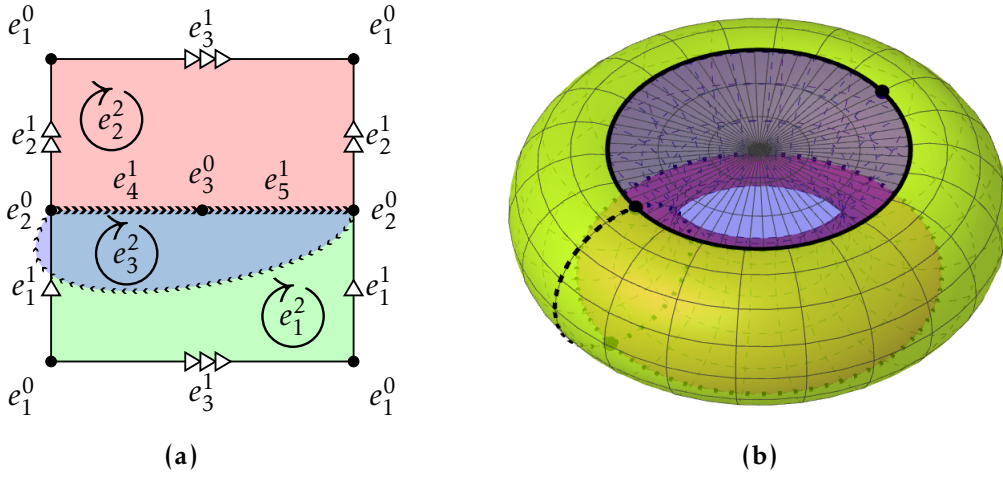 e_1^0 e_3^1 e_1^0
e_2^2
e_2^1 e_2^1
e_4^1 e_3^0 e_5^1
e_2^0 e_2^0
e_3^2
e_1^1 e_1^1
e_1^2
e_1^0 e_3^1 e_1^0
(a) (b)